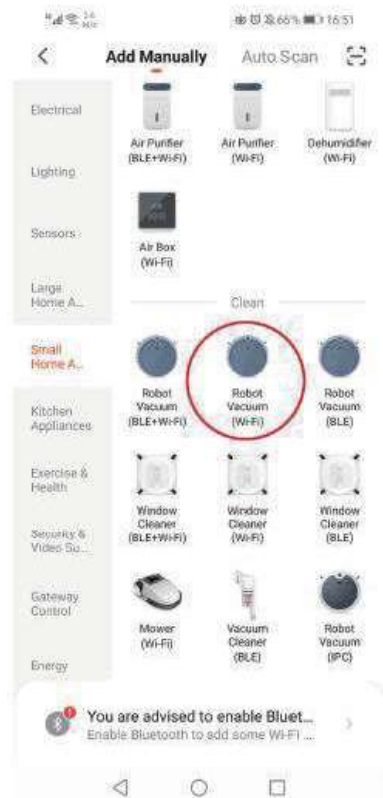 66% 16:51
Add Manually Auto Scan
Electrical
Air Purifier
(BLE+Wi-Fi)
Air Purifier
(Wi-Fi)
Dehumidifier
(Wi-Fi)
Lighting
Sensors
Air Box
(Wi-Fi)
Large
Home A...
Clean
Small
Home A...
Robot
Vacuum
(BLE+Wi-Fi)
Robot
Vacuum
(Wi-Fi)
Robot
Vacuum
(BLE)
Kitchen
Appliances
Exercise &
Health
Window
Cleaner
(BLE+Wi-Fi)
Window
Cleaner
(Wi-Fi)
Window
Cleaner
(BLE)
Security &
Video Su...
Gateway
Control
Mower
(Wi-Fi)
Vacuum
Cleaner
(BLE)
Robot
Vacuum
(IPC)
Energy
You are advised to enable Bluet...
Enable Bluetooth to add some Wi-Fi ...